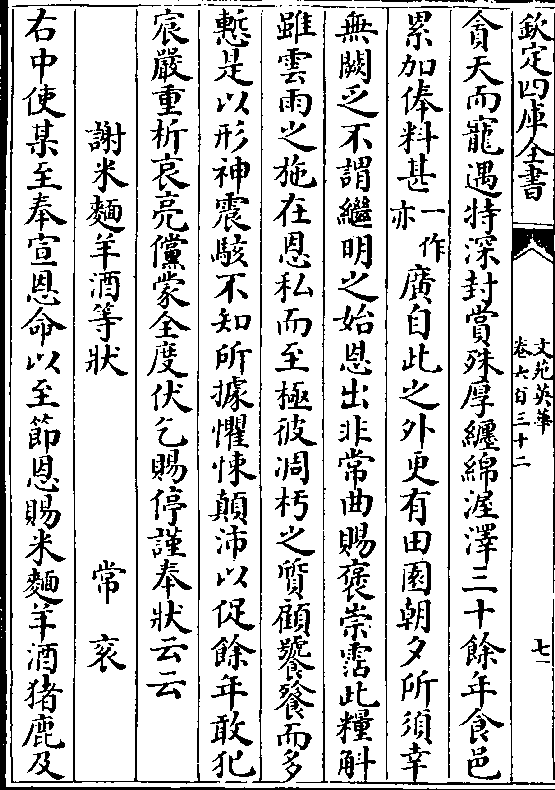 欽定四庫全書
文苑英華
卷七百三十二
七
貪天而寵遇特深封賞殊厚纏綿渥澤三十餘年食邑
累加俸料甚一作亦廣自此之外更有田園朝夕所須幸
無闕乏不謂繼明之始恩出非常曲賜褒崇霑此糧斛
雖雲雨之施在恩私而至極彼凋朽之質顧饕餮而多
慙是以形神震駭不知所據懼悚顛沛以促餘年敢犯
宸嚴重析哀亮儻蒙全度伏乞賜停謹奉狀云云
謝米麵羊酒等狀 常衮
右中使某至奉宣恩命以至節恩賜米麵羊酒猪鹿及